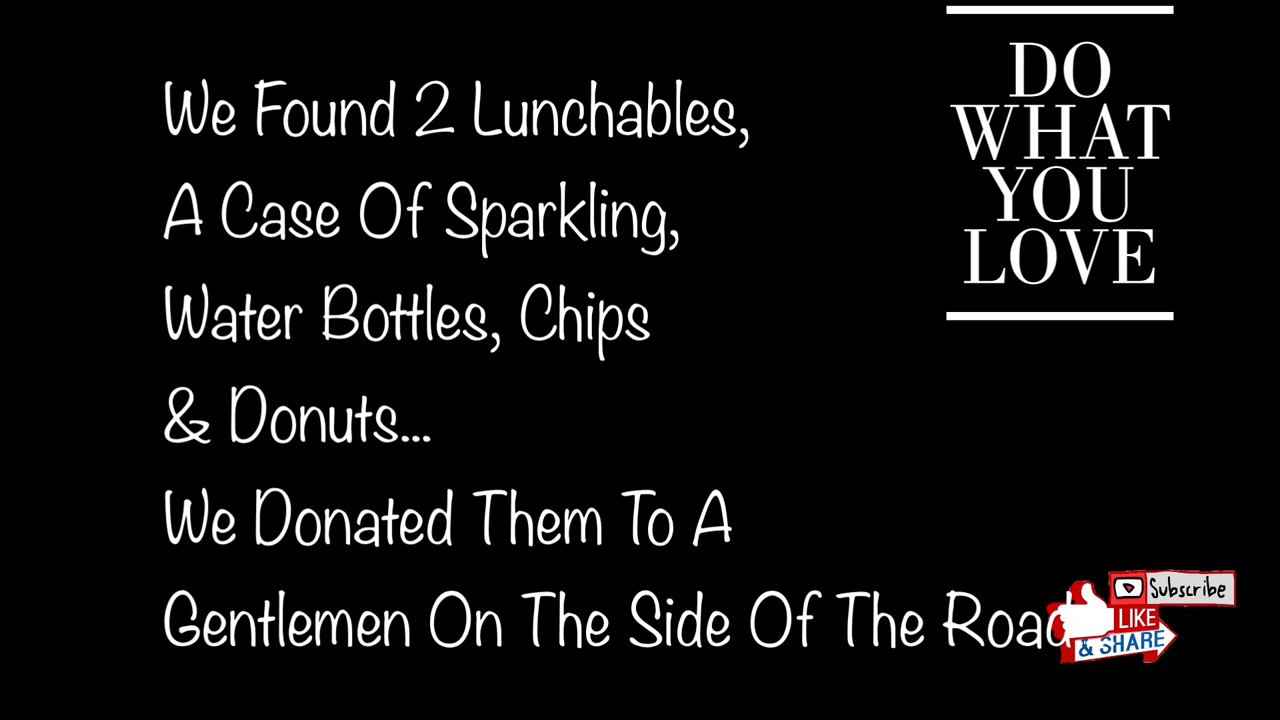 We Found 2 Lunchables,
A Case Of Sparkling,
Water Bottles, Chips
& Donuts...
We Donated Them To A
Gentlemen On The Side Of The Road
DO
WHAT
YOU
LOVE
Subscribe
LIKE
& SHARE